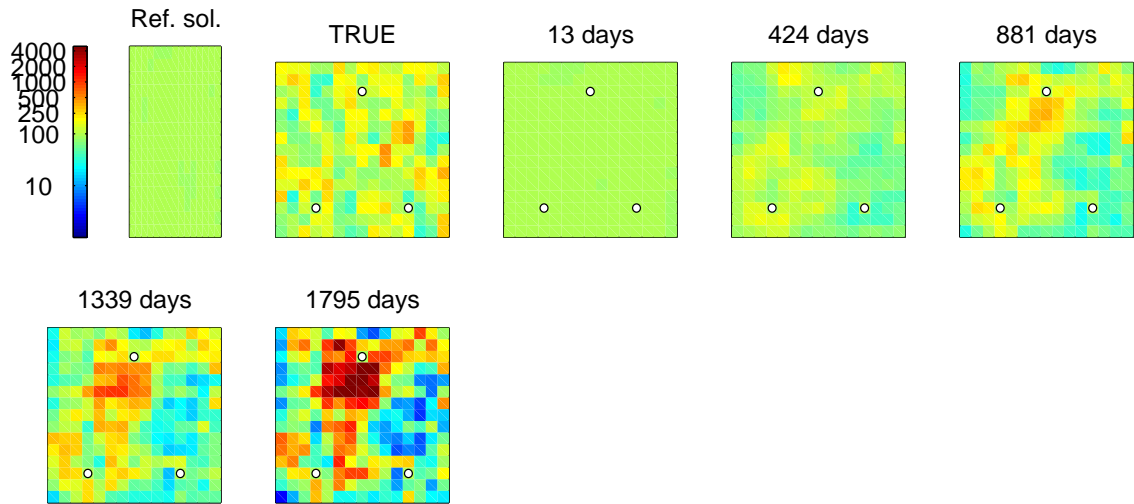 Ref. sol.
TRUE
13 days
424 days
881 days
4000
2000
1000
500
250
100
10
1339 days
1795 days